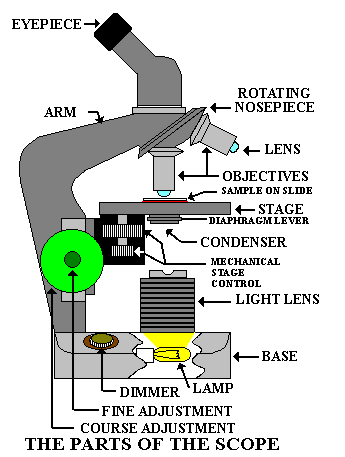 EYEPIECE
ROTATING
NOSEPIECE
ARM
LENS
OBJECTIVES
SAMPLE ON SLIDE
STAGE
DIAPHRAGM LEVER
CONDENSER
MECHANICAL
STAGE
CONTROL
LIGHT LENS
BASE
LAMP
DIMMER
FINE ADJUSTMENT
COURSE ADJUSTMENT
THE PARTS OF THE SCOPE